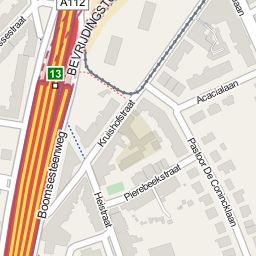 A112
BEVRIJDINGST
13
Acacialaan
Kruishofstraat
Boomsesteenweg
Heistraat
Pierebeekstraat
Pastoor De Conincklaan